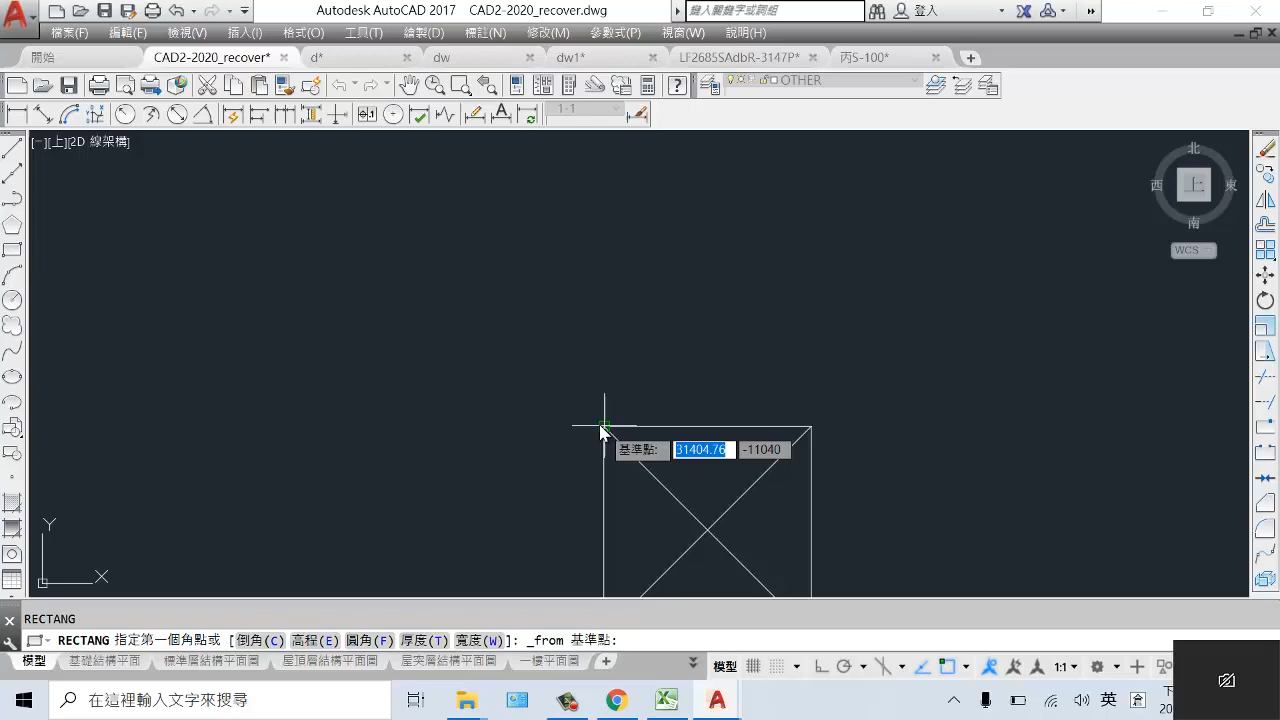 Autodesk AutoCAD 2017 CAD2-2020_recover.dwg
鍵入關鍵字或詞組
登入
檔案(F) 編輯(E) 檢視(V) 插入(I) 格式(O) 工具(T) 繪製(D) 標註(N) 修改(M) 參數式(P) 視窗(W) 說明(H)
開始 CAD2-2020_recover* d* dw dw1* LF2685SAdbR-3147P* 丙S-100*
OTHER
1-1
[−][上][2D 線架構]
北
西 上 東
南
WCS
基準點: 31404.76 -11040
Y
X
RECTANG
RECTANG 指定第一個角點或 [倒角(C) 高程(E) 圓角(F) 厚度(T) 寬度(W)]: _from 基準點:
模型 基礎結構平面 標準層結構平面圖 屋頂層結構平面圖 屋突層結構平面圖 一樓平面圖
模型 1:1
在這裡輸入文字來搜尋
英
下
20